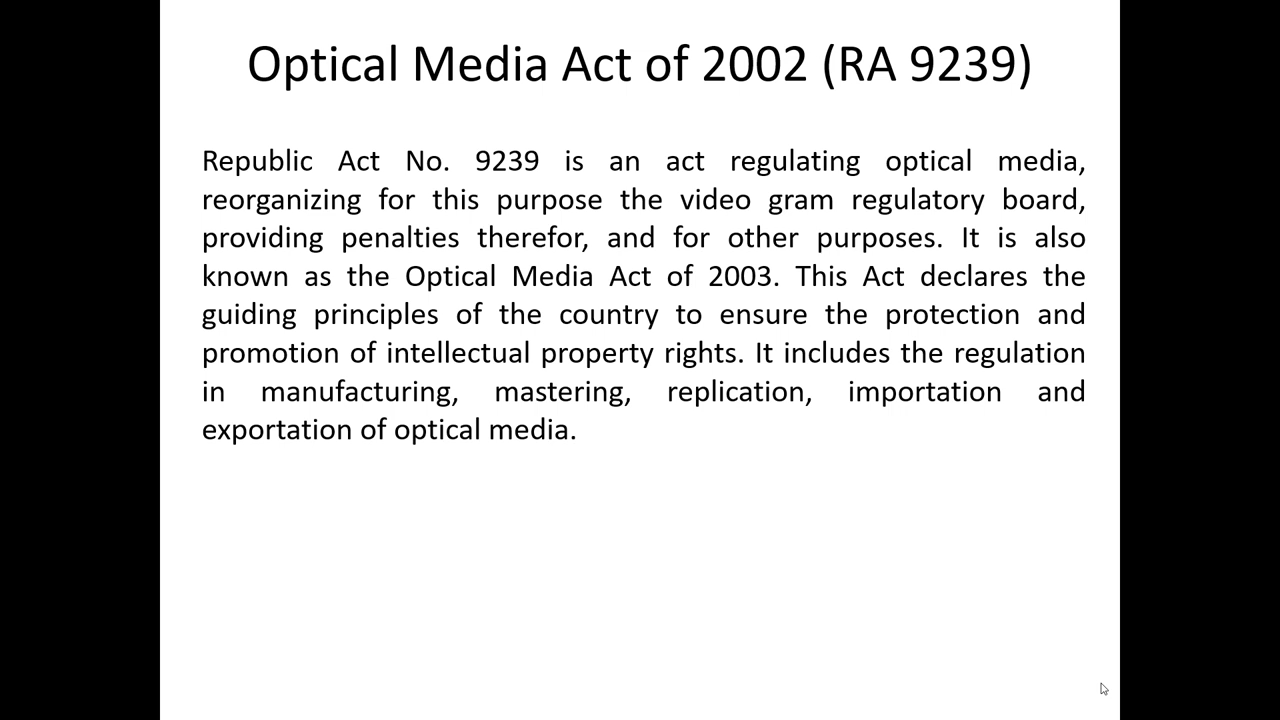 Optical Media Act of 2002 (RA 9239)
Republic Act No. 9239 is an act regulating optical media,
reorganizing for this purpose the video gram regulatory board,
providing penalties therefor, and for other purposes. It is also
known as the Optical Media Act of 2003. This Act declares the
guiding principles of the country to ensure the protection and
promotion of intellectual property rights. It includes the regulation
in manufacturing, mastering, replication, importation and
exportation of optical media.